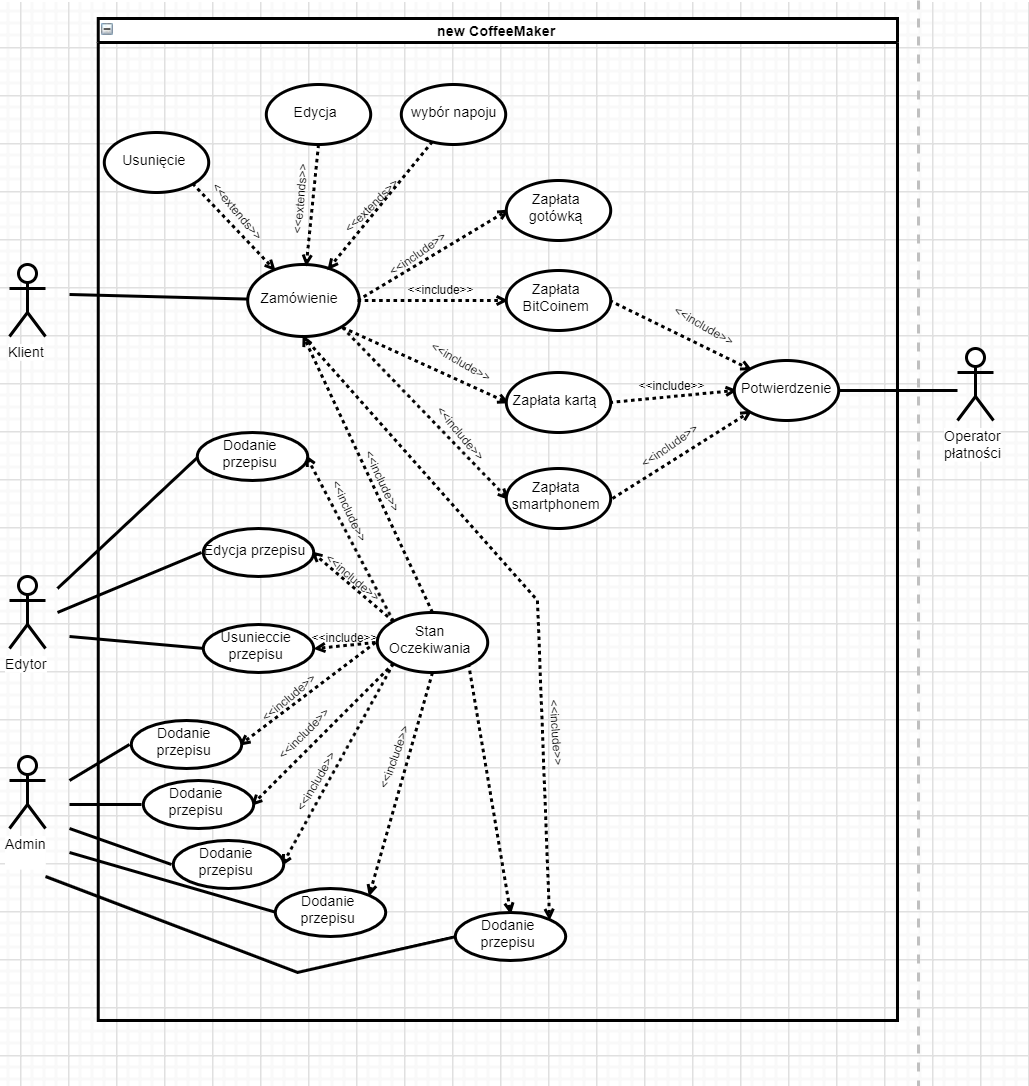 new CoffeeMaker
Edycja
wybór napoju
Usunięcie
<<extends>>
<<extends>>
<<extends>>
Zapłata
gotówką
<<include>>
Klient
Zamówienie
<<include>>
Zapłata
BitCoinem
<<include>>
<<include>>
<<include>>
Zapłata kartą
<<include>>
Potwierdzenie
Operator
płatności
<<include>>
Zapłata
smartphonem
<<include>>
Dodanie
przepisu
<<include>>
<<include>>
Edycja przepisu
<<include>>
Edytor
Usunieccie
przepisu
<<include>>
Stan
Oczekiwania
<<include>>
<<include>>
<<include>>
<<include>>
<<include>>
Dodanie
przepisu
Admin
Dodanie
przepisu
Dodanie
przepisu
Dodanie
przepisu
Dodanie
przepisu